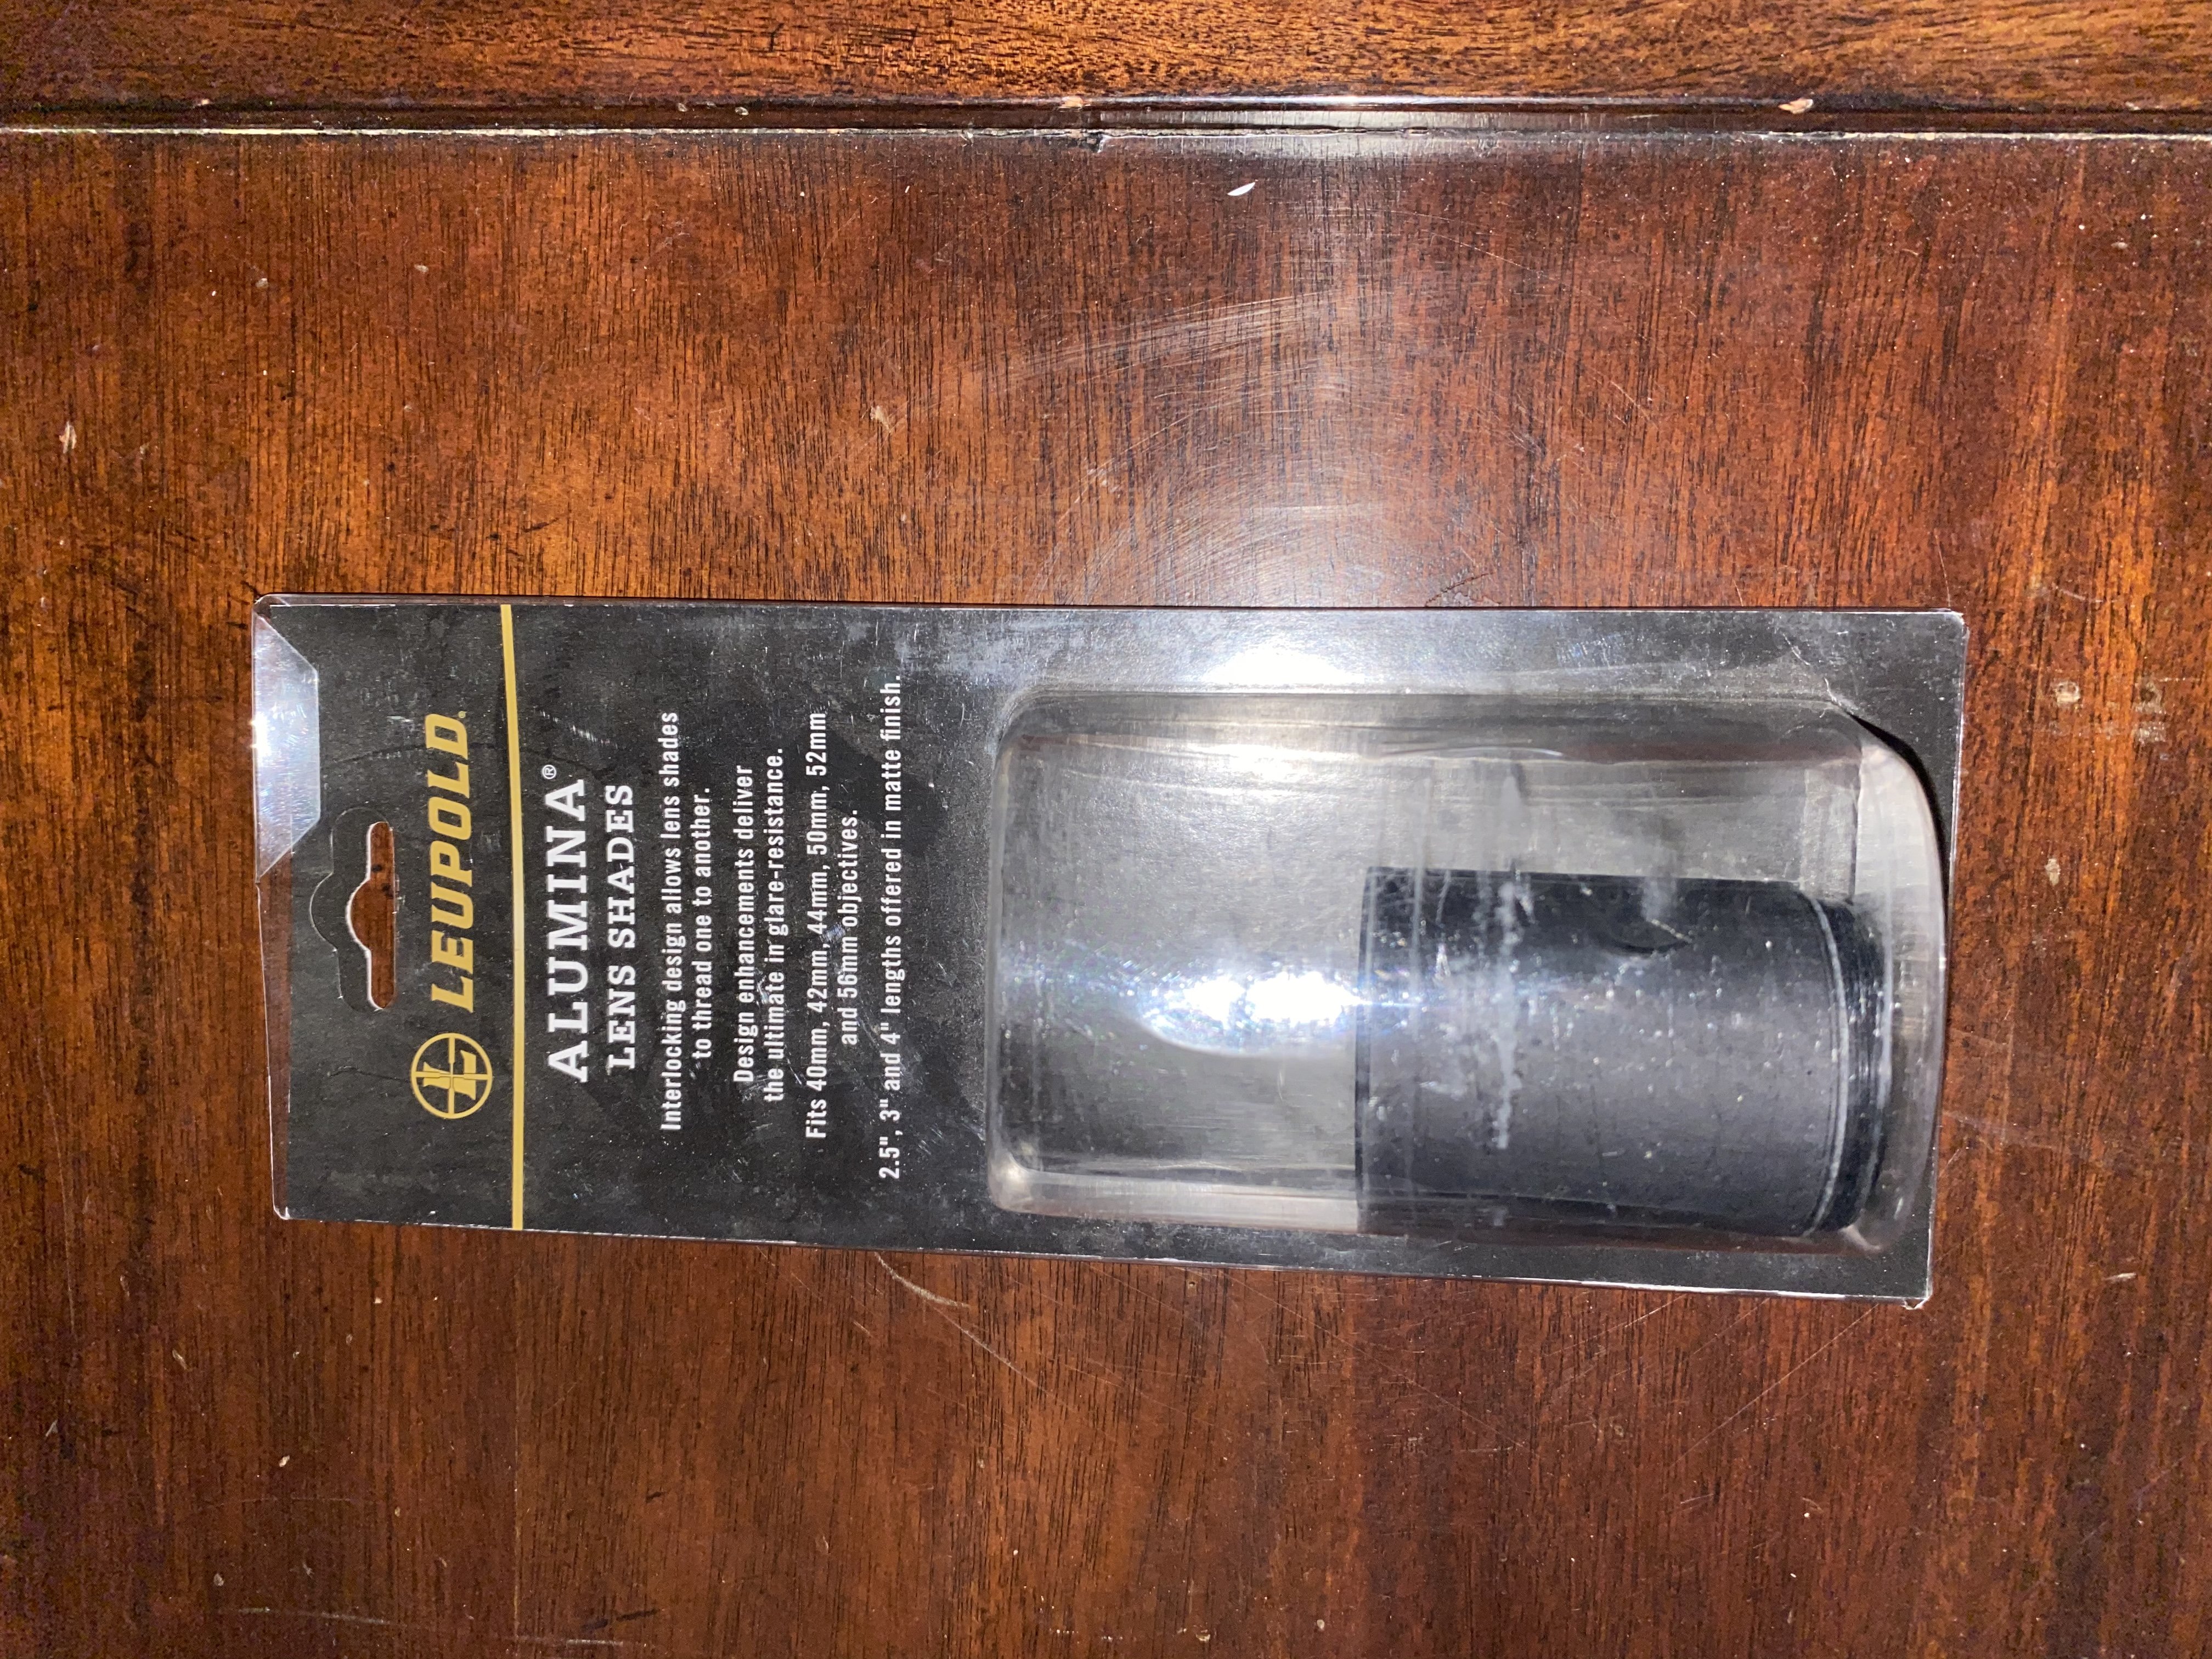 LEUPOLD
ALUMINA®
LENS SHADES
Interlocking design allows lens shades
to thread one to another.
Design enhancements deliver
the ultimate in glare-resistance.
Fits 40mm, 42mm, 44mm, 50mm, 52mm
and 56mm objectives.
2.5", 3" and 4" lengths offered in matte finish.